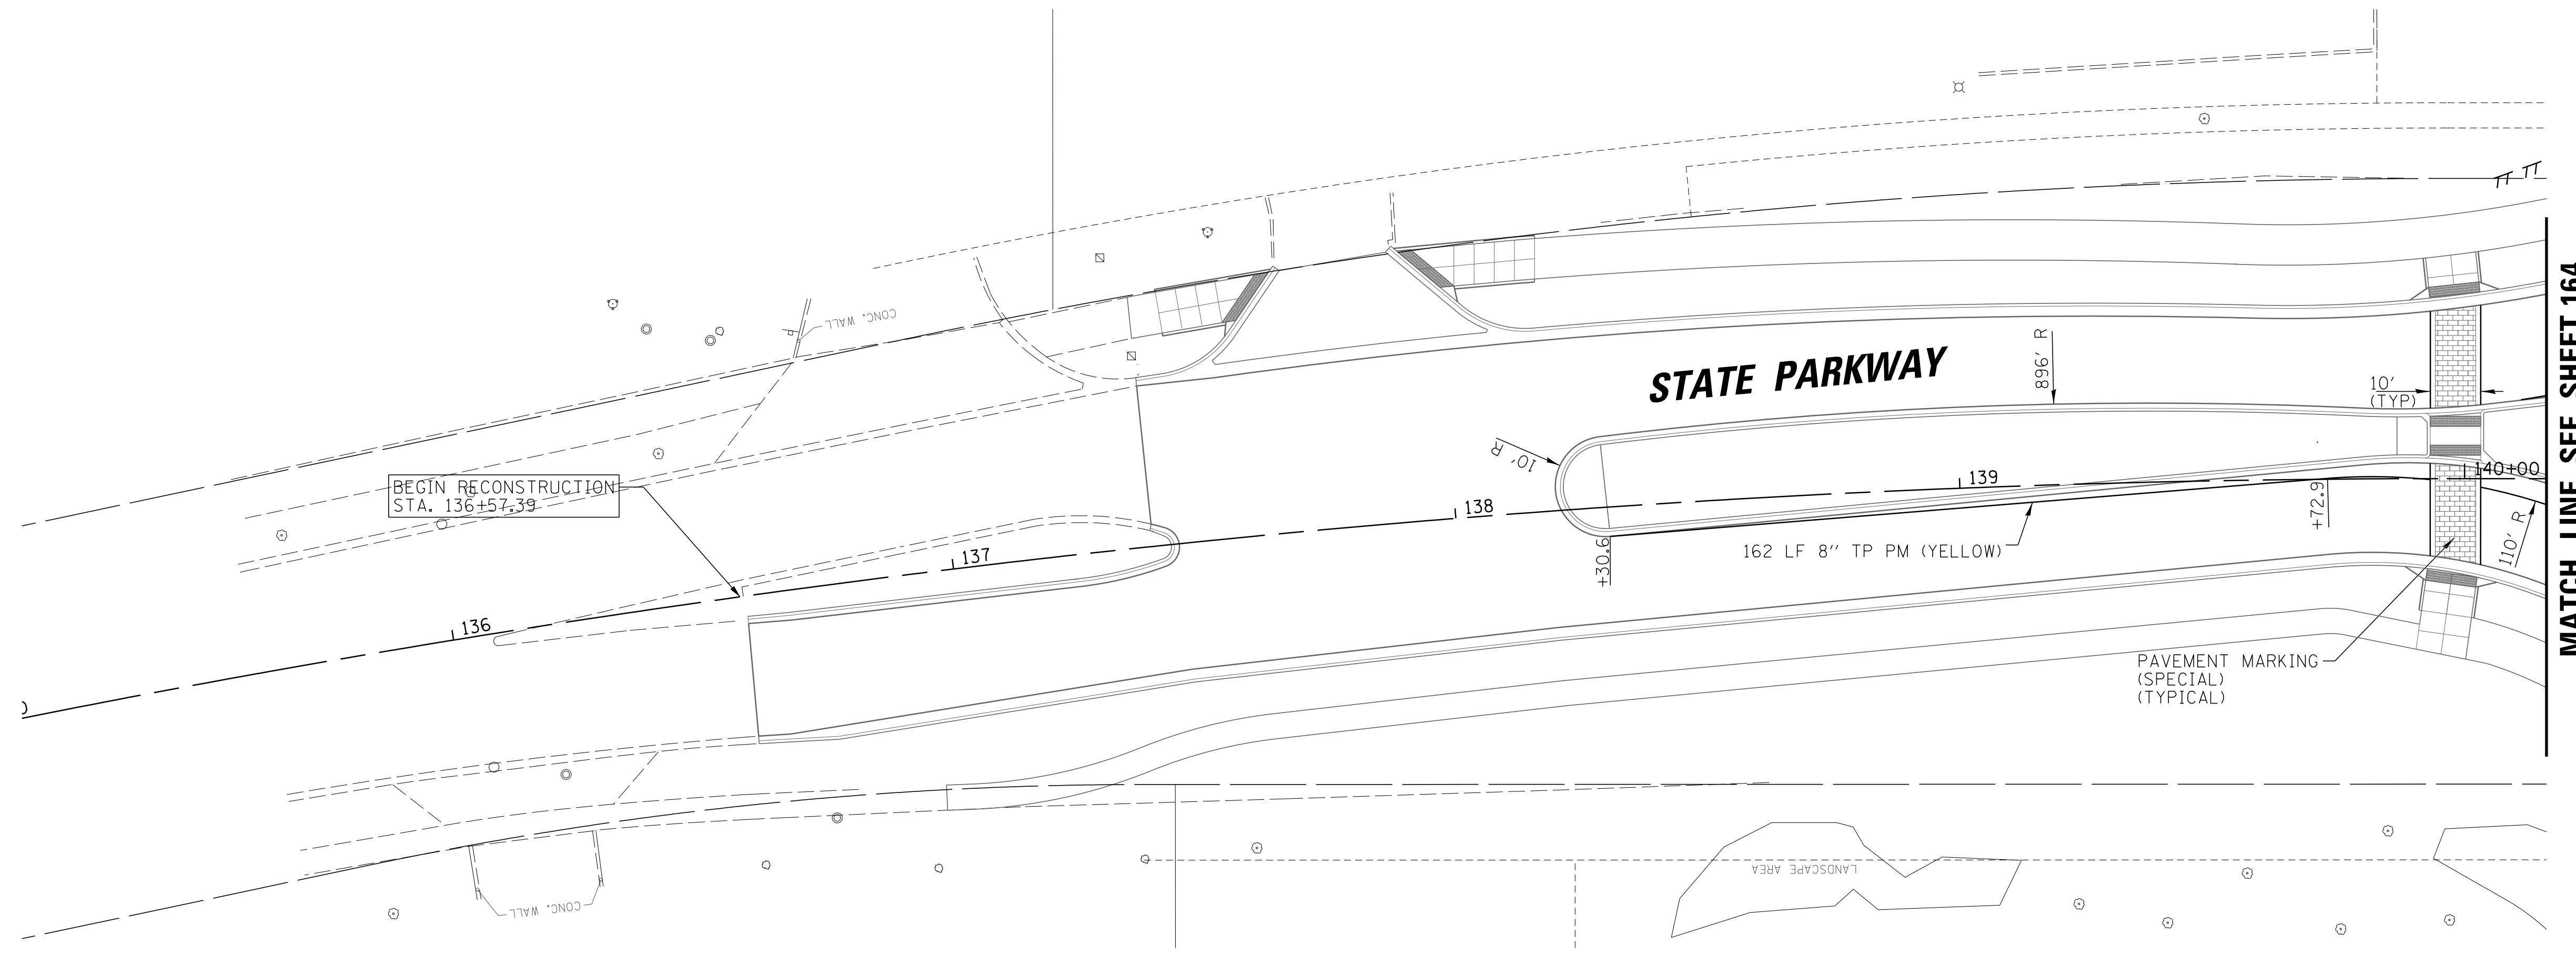 CONC. WALL
STATE PARKWAY
896' R
10'
(TYP)
10' R
BEGIN RECONSTRUCTION
STA. 136+57.39
140+00
139
138
137
136
+72.9
+30.6
110' R
162 LF 8'' TP PM (YELLOW)
PAVEMENT MARKING
(SPECIAL)
(TYPICAL)
LANDSCAPE AREA
CONC. WALL
MATCH LINE SEE SHEET 164